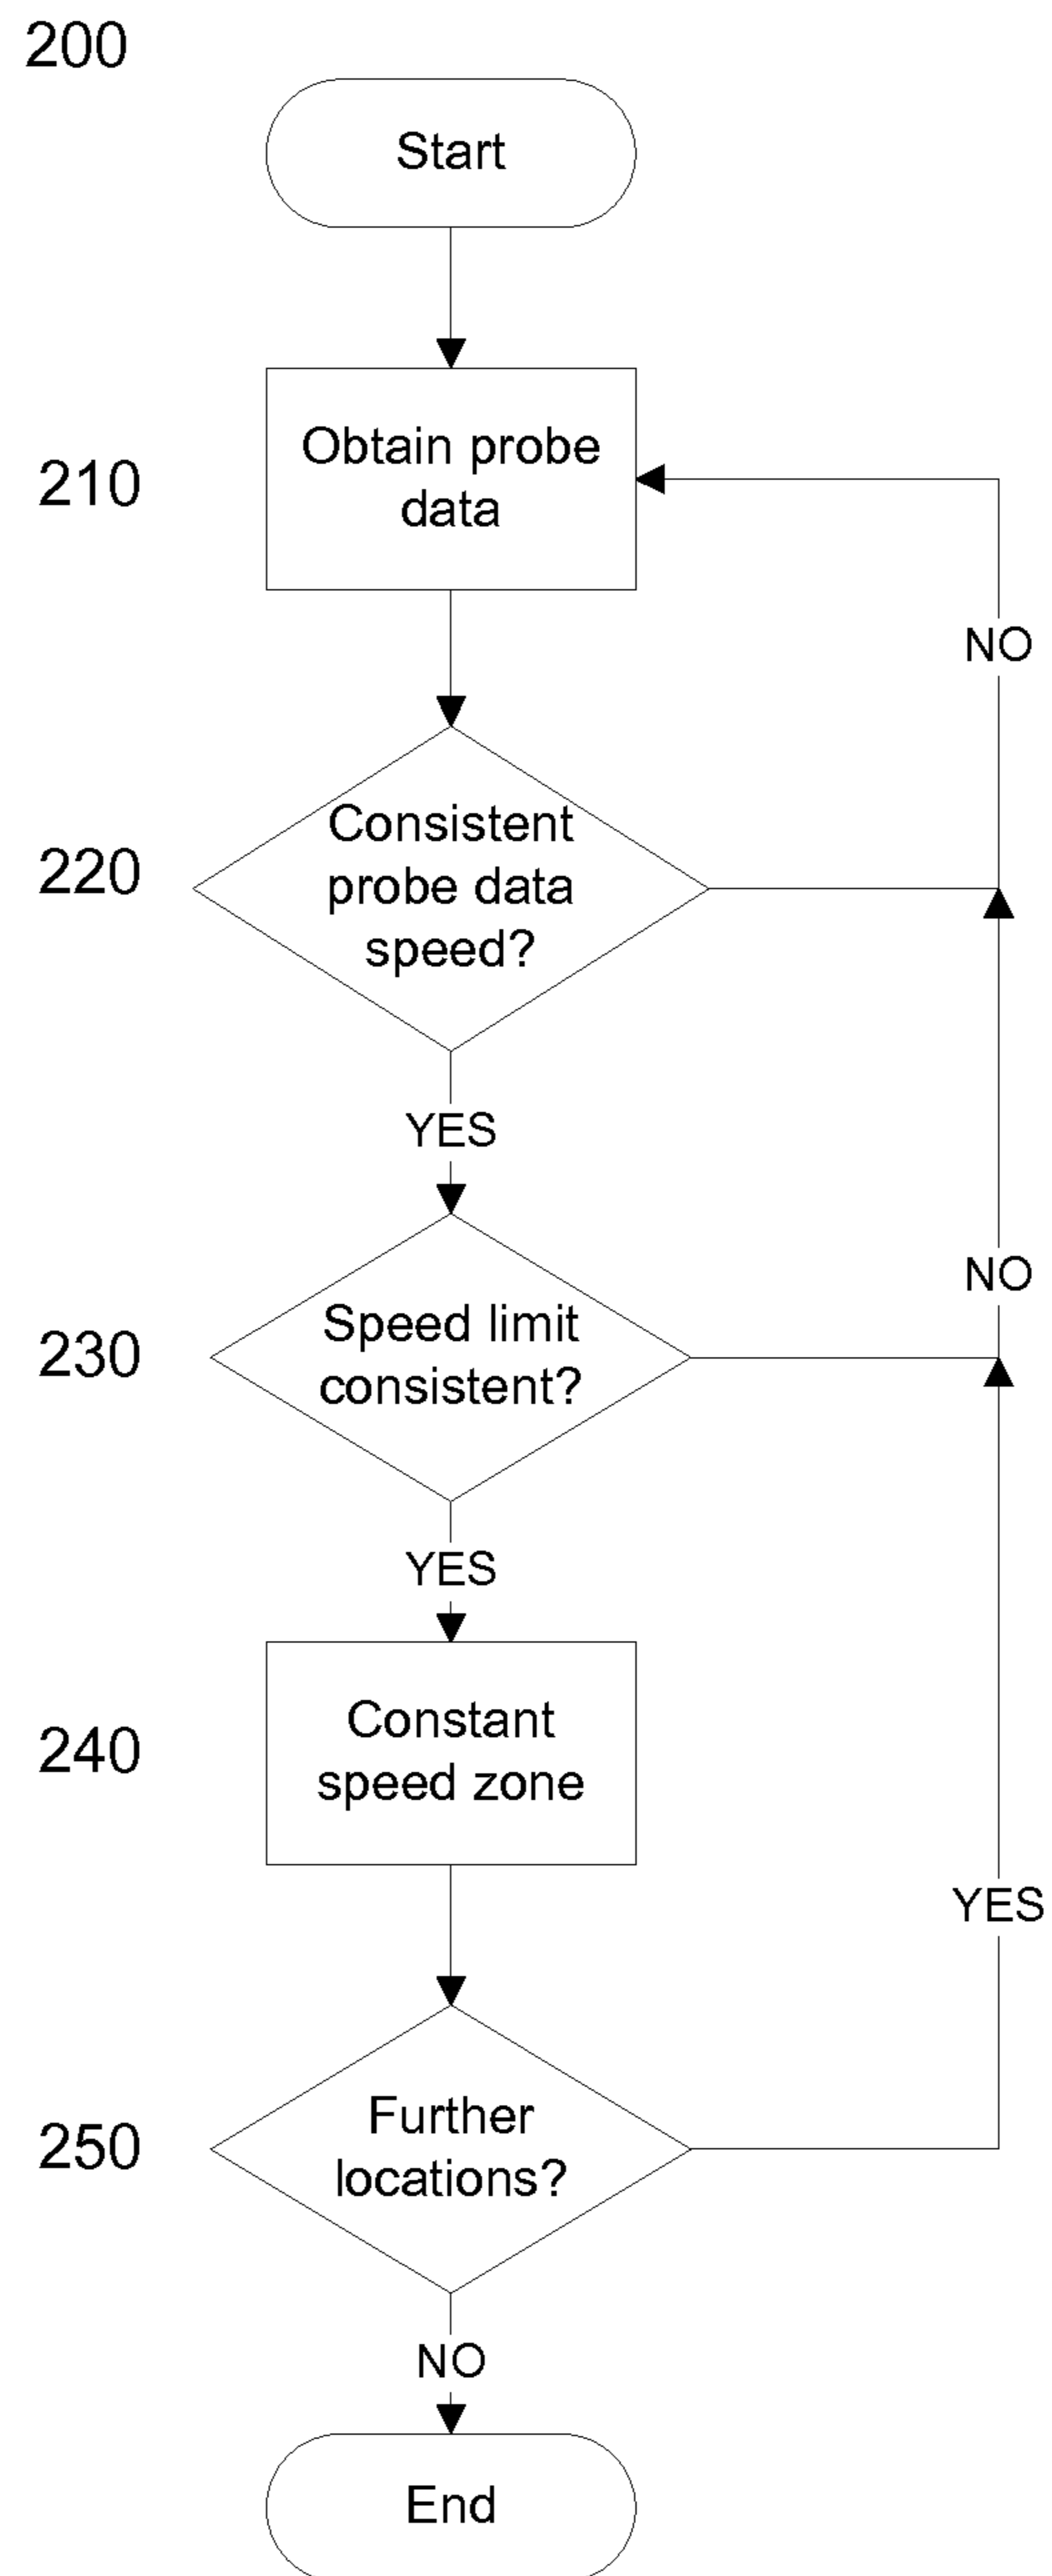 200
Start
210
Obtain probe
data
NO
220
Consistent
probe data
speed?
YES
NO
230
Speed limit
consistent?
YES
240
Constant
speed zone
YES
250
Further
locations?
NO
End